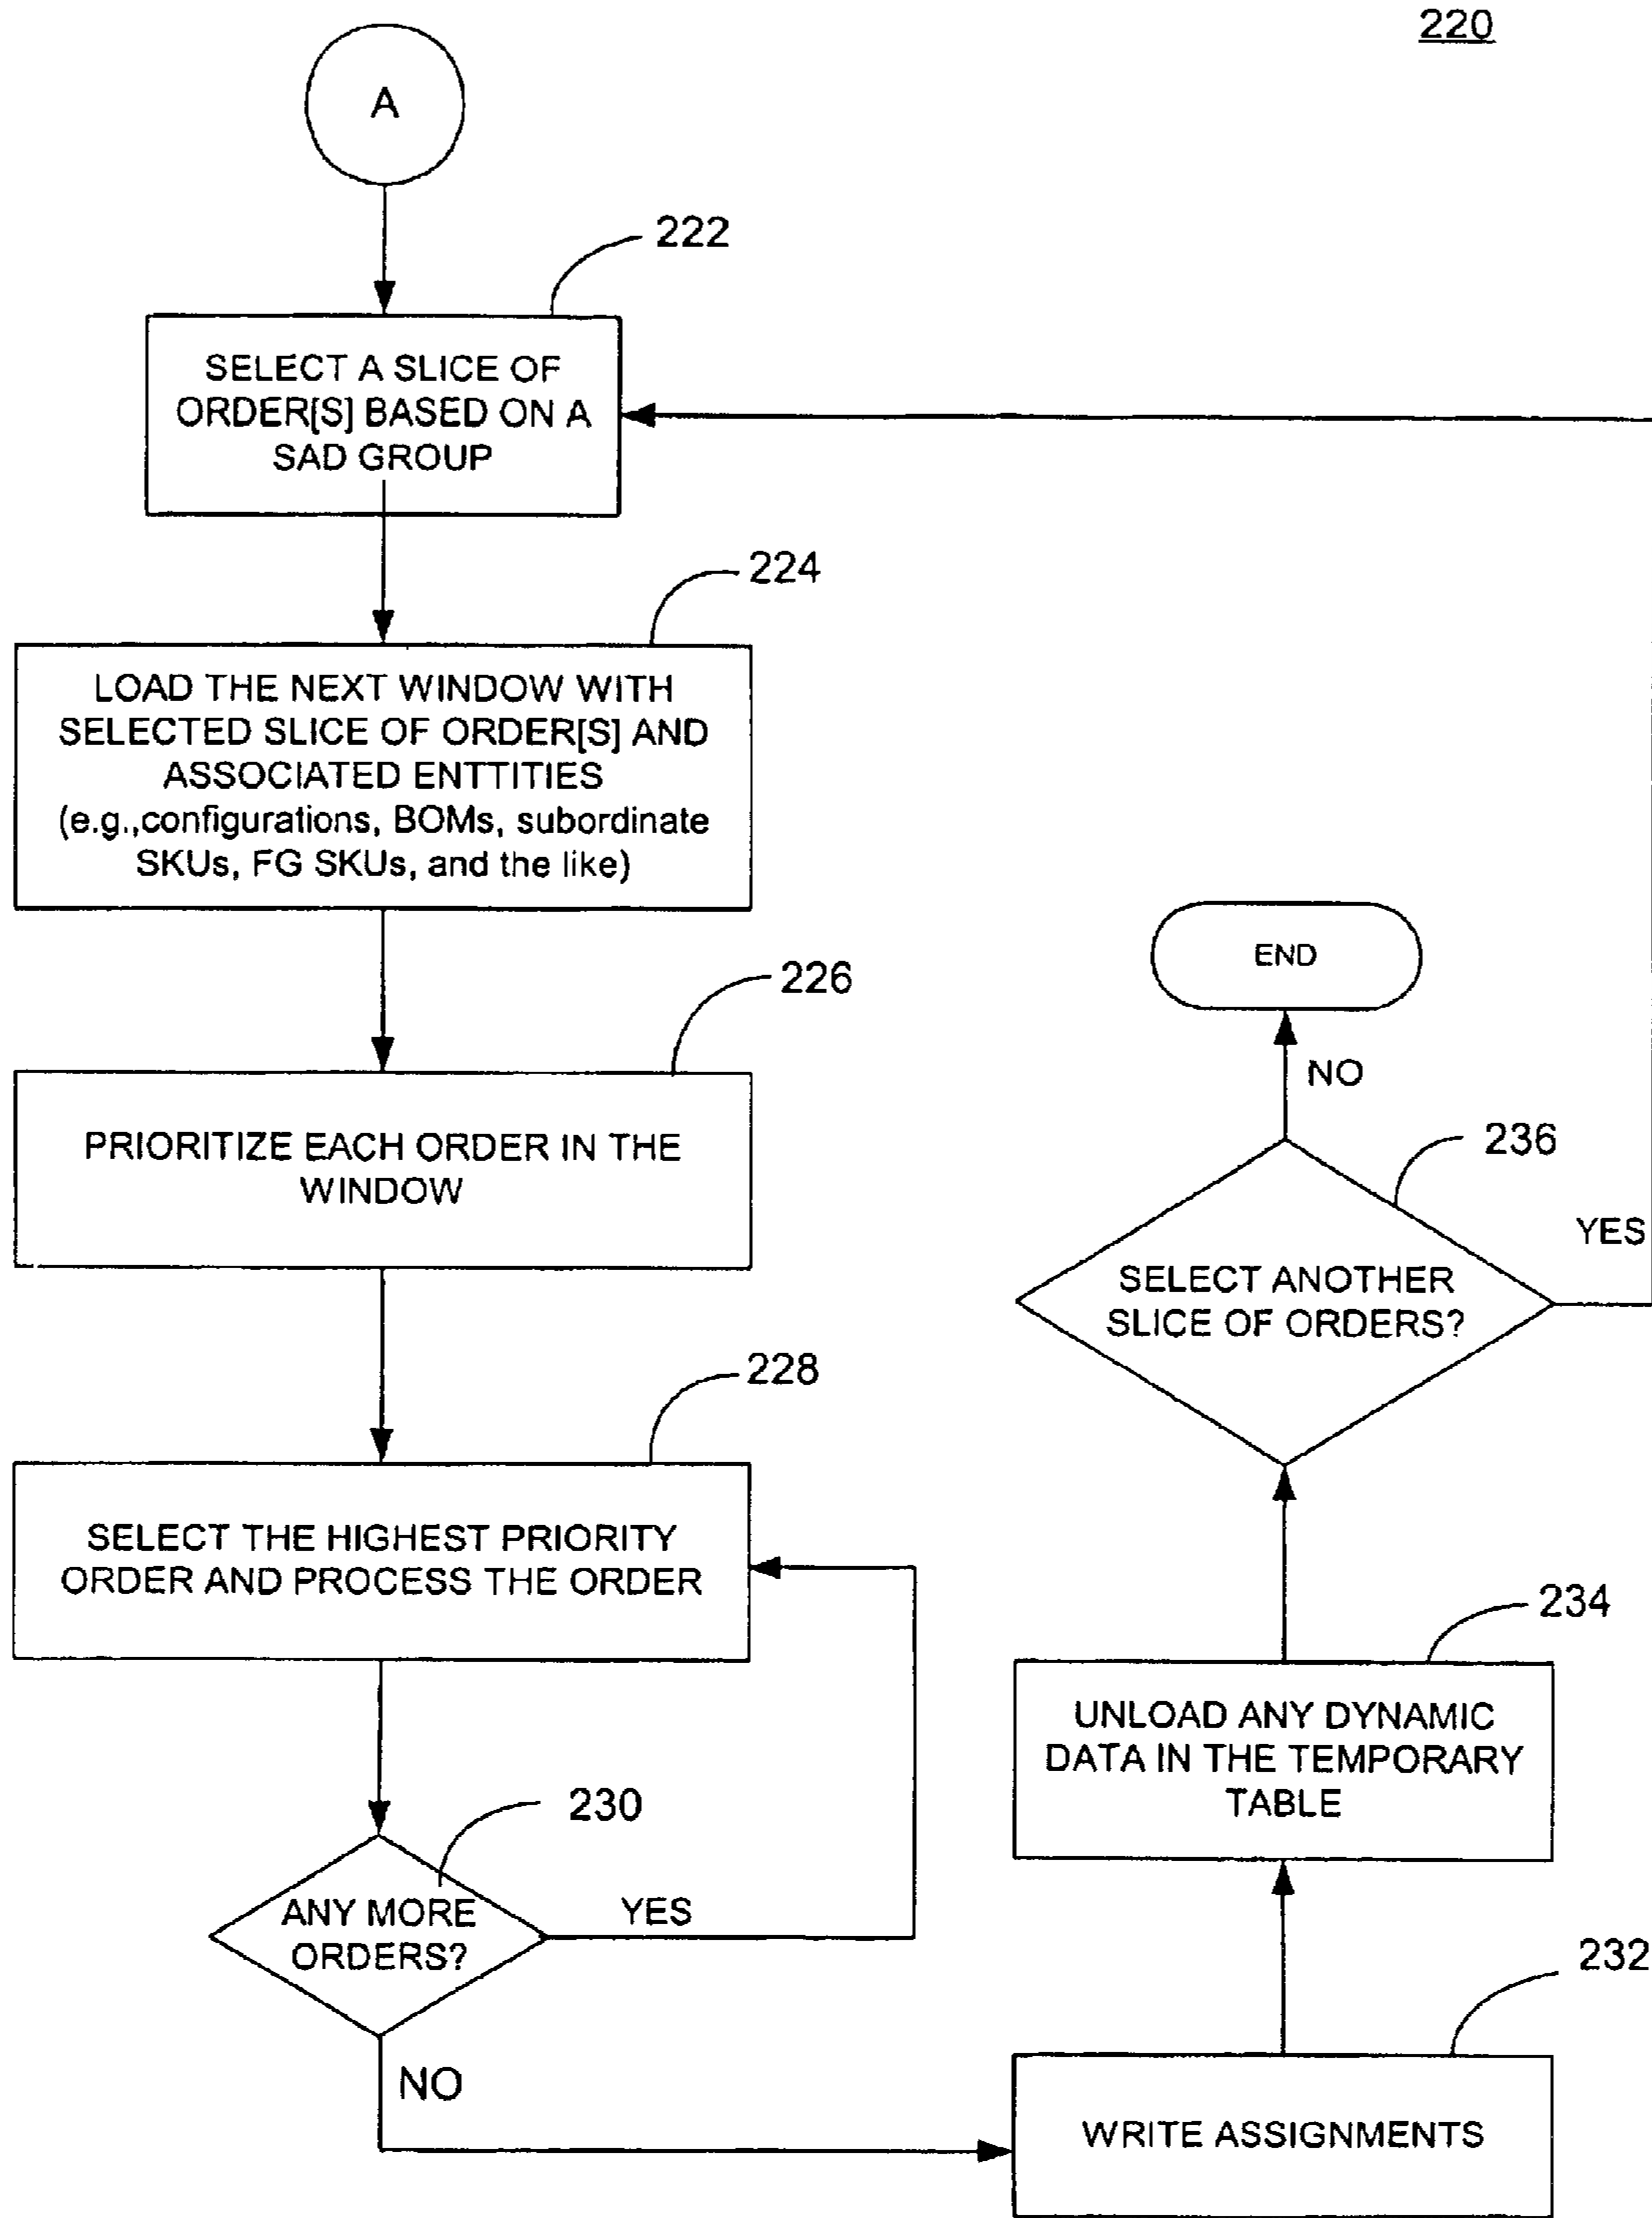 220
A
222
SELECT A SLICE OF
ORDER[S] BASED ON A
SAD GROUP
224
LOAD THE NEXT WINDOW WITH
SELECTED SLICE OF ORDER[S] AND
ASSOCIATED ENTTITIES
(e.g.,configurations, BOMs, subordinate
SKUs, FG SKUs, and the like)
226
PRIORITIZE EACH ORDER IN THE
WINDOW
228
SELECT THE HIGHEST PRIORITY
ORDER AND PROCESS THE ORDER
230
ANY MORE
ORDERS?
YES
NO
232
WRITE ASSIGNMENTS
234
UNLOAD ANY DYNAMIC
DATA IN THE TEMPORARY
TABLE
236
SELECT ANOTHER
SLICE OF ORDERS?
YES
NO
END